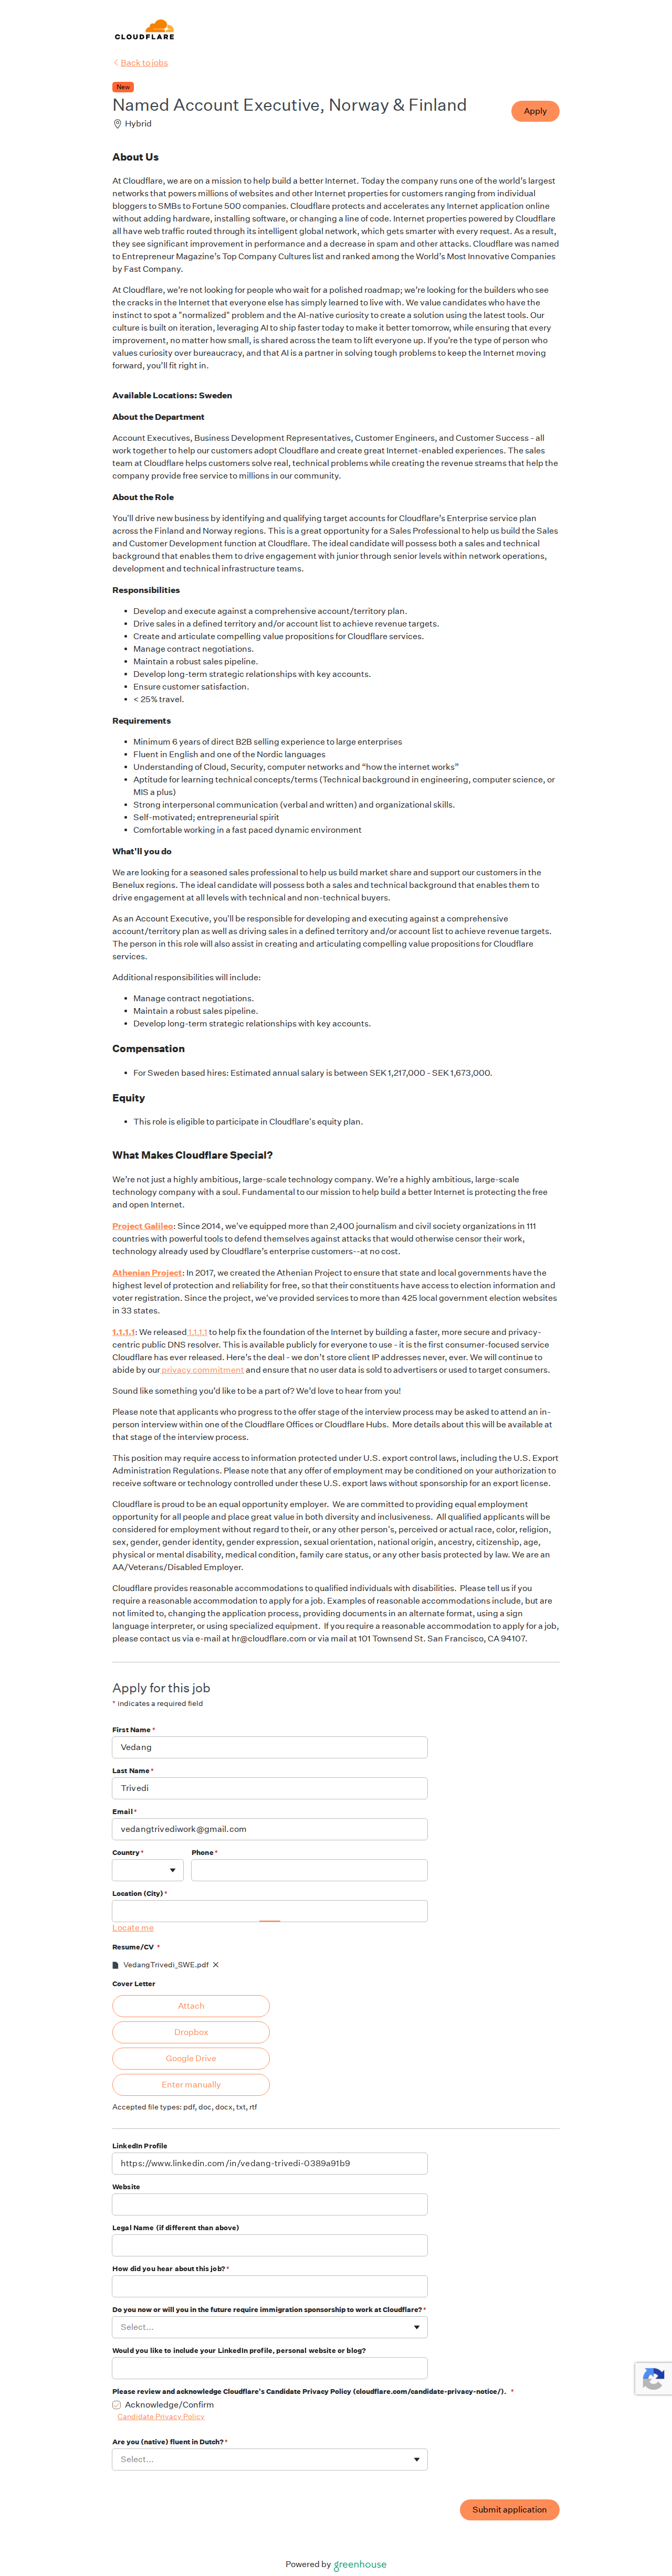 CLOUDFLARE
Back to jobs
New
Named Account Executive, Norway & Finland
Hybrid
Apply
About Us
At Cloudflare, we are on a mission to help build a better Internet. Today the company runs one of the world’s largest
networks that powers millions of websites and other Internet properties for customers ranging from individual
bloggers to SMBs to Fortune 500 companies. Cloudflare protects and accelerates any Internet application online
without adding hardware, installing software, or changing a line of code. Internet properties powered by Cloudflare
all have web traffic routed through its intelligent global network, which gets smarter with every request. As a result,
they see significant improvement in performance and a decrease in spam and other attacks. Cloudflare was named
to Entrepreneur Magazine’s Top Company Cultures list and ranked among the World’s Most Innovative Companies
by Fast Company.
At Cloudflare, we’re not looking for people who wait for a polished roadmap; we’re looking for the builders who see
the cracks in the Internet that everyone else has simply learned to live with. We value candidates who have the
instinct to spot a "normalized" problem and the AI-native curiosity to create a solution using the latest tools. Our
culture is built on iteration, leveraging AI to ship faster today to make it better tomorrow, while ensuring that every
improvement, no matter how small, is shared across the team to lift everyone up. If you’re the type of person who
values curiosity over bureaucracy, and that AI is a partner in solving tough problems to keep the Internet moving
forward, you’ll fit right in.
Available Locations: Sweden
About the Department
Account Executives, Business Development Representatives, Customer Engineers, and Customer Success - all
work together to help our customers adopt Cloudflare and create great Internet-enabled experiences. The sales
team at Cloudflare helps customers solve real, technical problems while creating the revenue streams that help the
company provide free service to millions in our community.
About the Role
You'll drive new business by identifying and qualifying target accounts for Cloudflare’s Enterprise service plan
across the Finland and Norway regions. This is a great opportunity for a Sales Professional to help us build the Sales
and Customer Development function at Cloudflare. The ideal candidate will possess both a sales and technical
background that enables them to drive engagement with junior through senior levels within network operations,
development and technical infrastructure teams.
Responsibilities
• Develop and execute against a comprehensive account/territory plan.
• Drive sales in a defined territory and/or account list to achieve revenue targets.
• Create and articulate compelling value propositions for Cloudflare services.
• Manage contract negotiations.
• Maintain a robust sales pipeline.
• Develop long-term strategic relationships with key accounts.
• Ensure customer satisfaction.
• < 25% travel.
Requirements
• Minimum 6 years of direct B2B selling experience to large enterprises
• Fluent in English and one of the Nordic languages
• Understanding of Cloud, Security, computer networks and “how the internet works”
• Aptitude for learning technical concepts/terms (Technical background in engineering, computer science, or
MIS a plus)
• Strong interpersonal communication (verbal and written) and organizational skills.
• Self-motivated; entrepreneurial spirit
• Comfortable working in a fast paced dynamic environment
What'll you do
We are looking for a seasoned sales professional to help us build market share and support our customers in the
Benelux regions. The ideal candidate will possess both a sales and technical background that enables them to
drive engagement at all levels with technical and non-technical buyers.
As an Account Executive, you'll be responsible for developing and executing against a comprehensive
account/territory plan as well as driving sales in a defined territory and/or account list to achieve revenue targets.
The person in this role will also assist in creating and articulating compelling value propositions for Cloudflare
services.
Additional responsibilities will include:
• Manage contract negotiations.
• Maintain a robust sales pipeline.
• Develop long-term strategic relationships with key accounts.
Compensation
• For Sweden based hires: Estimated annual salary is between SEK 1,217,000 - SEK 1,673,000.
Equity
• This role is eligible to participate in Cloudflare’s equity plan.
What Makes Cloudflare Special?
We’re not just a highly ambitious, large-scale technology company. We’re a highly ambitious, large-scale
technology company with a soul. Fundamental to our mission to help build a better Internet is protecting the free
and open Internet.
Project Galileo: Since 2014, we've equipped more than 2,400 journalism and civil society organizations in 111
countries with powerful tools to defend themselves against attacks that would otherwise censor their work,
technology already used by Cloudflare’s enterprise customers--at no cost.
Athenian Project: In 2017, we created the Athenian Project to ensure that state and local governments have the
highest level of protection and reliability for free, so that their constituents have access to election information and
voter registration. Since the project, we've provided services to more than 425 local government election websites
in 33 states.
1.1.1.1: We released 1.1.1.1 to help fix the foundation of the Internet by building a faster, more secure and privacy-
centric public DNS resolver. This is available publicly for everyone to use - it is the first consumer-focused service
Cloudflare has ever released. Here’s the deal - we don’t store client IP addresses never, ever. We will continue to
abide by our privacy commitment and ensure that no user data is sold to advertisers or used to target consumers.
Sound like something you’d like to be a part of? We’d love to hear from you!
Please note that applicants who progress to the offer stage of the interview process may be asked to attend an in-
person interview within one of the Cloudflare Offices or Cloudflare Hubs. More details about this will be available at
that stage of the interview process.
This position may require access to information protected under U.S. export control laws, including the U.S. Export
Administration Regulations. Please note that any offer of employment may be conditioned on your authorization to
receive software or technology controlled under these U.S. export laws without sponsorship for an export license.
Cloudflare is proud to be an equal opportunity employer. We are committed to providing equal employment
opportunity for all people and place great value in both diversity and inclusiveness. All qualified applicants will be
considered for employment without regard to their, or any other person's, perceived or actual race, color, religion,
sex, gender, gender identity, gender expression, sexual orientation, national origin, ancestry, citizenship, age,
physical or mental disability, medical condition, family care status, or any other basis protected by law. We are an
AA/Veterans/Disabled Employer.
Cloudflare provides reasonable accommodations to qualified individuals with disabilities. Please tell us if you
require a reasonable accommodation to apply for a job. Examples of reasonable accommodations include, but are
not limited to, changing the application process, providing documents in an alternate format, using a sign
language interpreter, or using specialized equipment. If you require a reasonable accommodation to apply for a job,
please contact us via e-mail at hr@cloudflare.com or via mail at 101 Townsend St. San Francisco, CA 94107.
Apply for this job
* indicates a required field
First Name *
Vedang
Last Name *
Trivedi
Email *
vedangtrivediwork@gmail.com
Country * Phone *
Location (City) *
Locate me
Resume/CV *
VedangTrivedi_SWE.pdf
Cover Letter
Attach
Dropbox
Google Drive
Enter manually
Accepted file types: pdf, doc, docx, txt, rtf
LinkedIn Profile
https://www.linkedin.com/in/vedang-trivedi-0389a91b9
Website
Legal Name (if different than above)
How did you hear about this job? *
Do you now or will you in the future require immigration sponsorship to work at Cloudflare? *
Select...
Would you like to include your LinkedIn profile, personal website or blog?
Please review and acknowledge Cloudflare's Candidate Privacy Policy (cloudflare.com/candidate-privacy-notice/). *
Acknowledge/Confirm
Candidate Privacy Policy
Are you (native) fluent in Dutch? *
Select...
Submit application
Powered by greenhouse